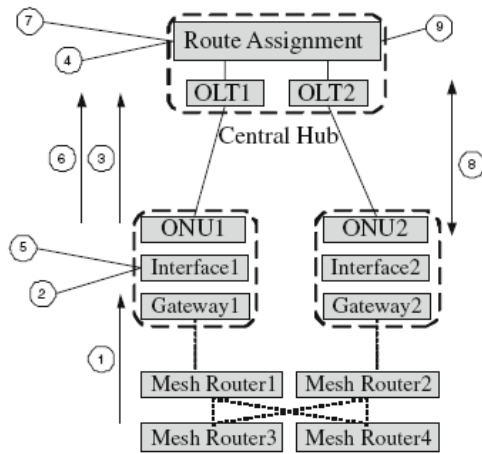 7
Route Assignment
9
4
OLT1 OLT2
Central Hub
6 3 8
ONU1 ONU2
5
Interface1 Interface2
2
Gateway1 Gateway2
1
Mesh Router1 Mesh Router2
Mesh Router3 Mesh Router4